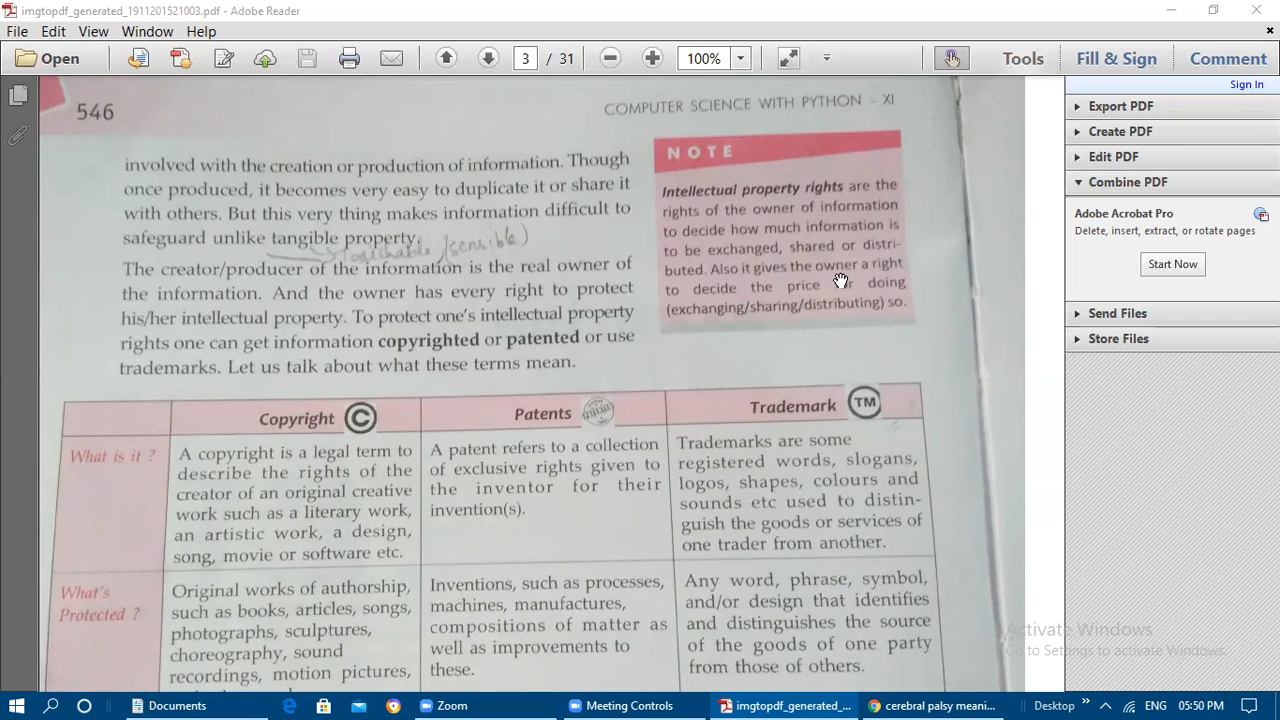 imgtopdf_generated_1911201521003.pdf - Adobe Reader
File Edit View Window Help
Open 3 / 31 100% Tools Fill & Sign Comment
Sign In
Export PDF
Create PDF
Edit PDF
Combine PDF
Adobe Acrobat Pro
Delete, insert, extract, or rotate pages
Start Now
Send Files
Store Files
546
COMPUTER SCIENCE WITH PYTHON – XI
involved with the creation or production of information. Though
once produced, it becomes very easy to duplicate it or share it
with others. But this very thing makes information difficult to
safeguard unlike tangible property.
touchable/sensible)
The creator/producer of the information is the real owner of
the information. And the owner has every right to protect
his/her intellectual property. To protect one's intellectual property
rights one can get information copyrighted or patented or use
trademarks. Let us talk about what these terms mean.
NOTE
Intellectual property rights are the
rights of the owner of information
to decide how much information is
to be exchanged, shared or distri-
buted. Also it gives the owner a right
to decide the price doing
(exchanging/sharing/distributing) so.
Copyright ©
Patents
Trademark TM
What is it ?
A copyright is a legal term to
describe the rights of the
creator of an original creative
work such as a literary work,
an artistic work, a design,
song, movie or software etc.
A patent refers to a collection
of exclusive rights given to
the inventor for their
invention(s).
Trademarks are some
registered words, slogans,
logos, shapes, colours and
sounds etc used to distin-
guish the goods or services of
one trader from another.
What's
Protected ?
Original works of authorship,
such as books, articles, songs,
photographs, sculptures,
choreography, sound
recordings, motion pictures,
Inventions, such as processes,
machines, manufactures,
compositions of matter as
well as improvements to
these.
Any word, phrase, symbol,
and/or design that identifies
and distinguishes the source
of the goods of one party
from those of others.
Activate Windows
Go to Settings to activate Windows.
Documents Zoom Meeting Controls imgtopdf_generated_... cerebral palsy meani... Desktop ENG 05:50 PM